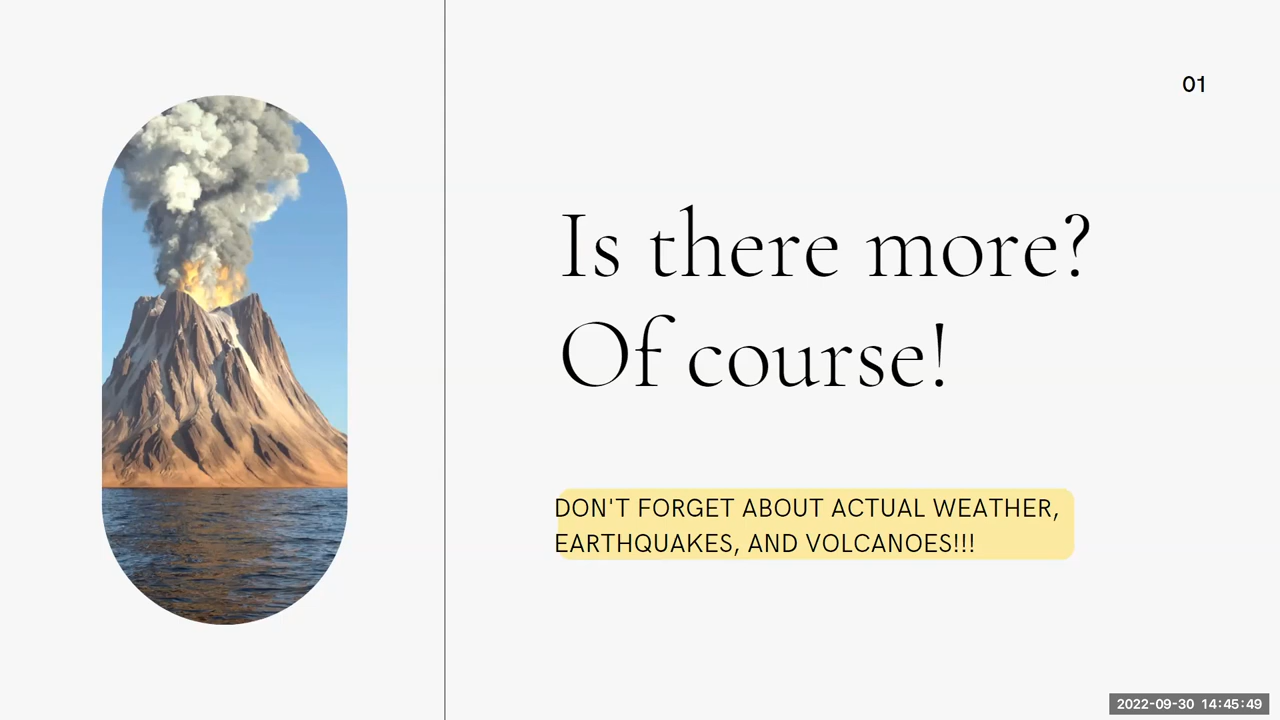 01
Is there more?
Of course!
DON'T FORGET ABOUT ACTUAL WEATHER,
EARTHQUAKES, AND VOLCANOES!!!
2022-09-30 14:45:49